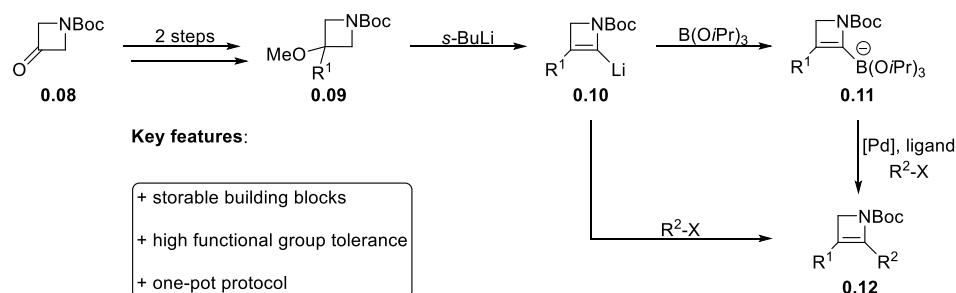 NBoc
O
0.08
2 steps
NBoc
MeO
R1
0.09
s-BuLi
NBoc
R1
Li
0.10
B(OiPr)3
NBoc
R1
⊖
B(OiPr)3
0.11
Key features:
+ storable building blocks
+ high functional group tolerance
+ one-pot protocol
[Pd], ligand
R2-X
R2-X
NBoc
R1
R2
0.12